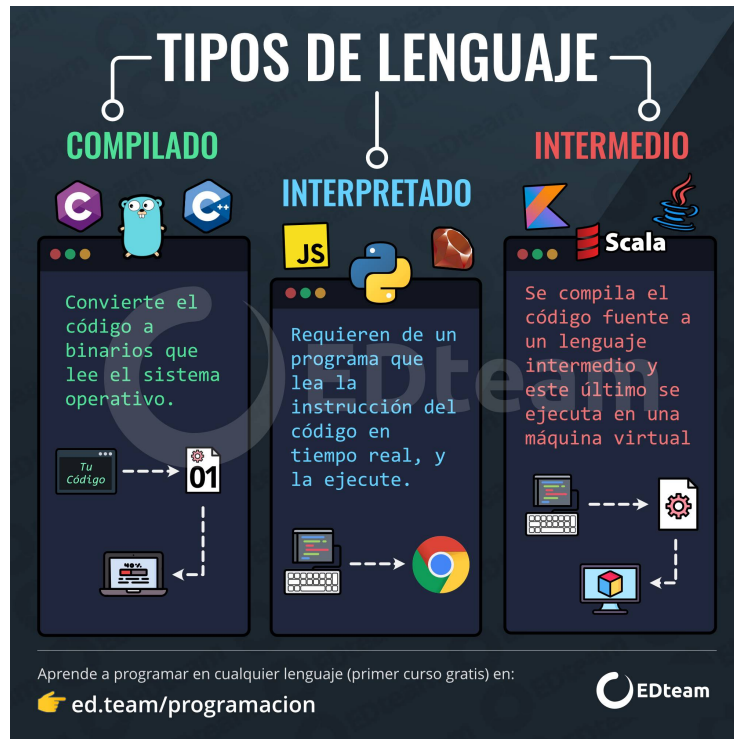 TIPOS DE LENGUAJE
COMPILADO
C
C++
Convierte el
código a
binarios que
lee el sistema
operativo.
Tu
Código
01
40%
INTERPRETADO
JS
Requieren de un
programa que
lea la
instrucción del
código en
tiempo real, y
la ejecute.
INTERMEDIO
Scala
Se compila el
código fuente a
un lenguaje
intermedio y
este último se
ejecuta en una
máquina virtual
EDteam
Aprende a programar en cualquier lenguaje (primer curso gratis) en:
ed.team/programacion
EDteam